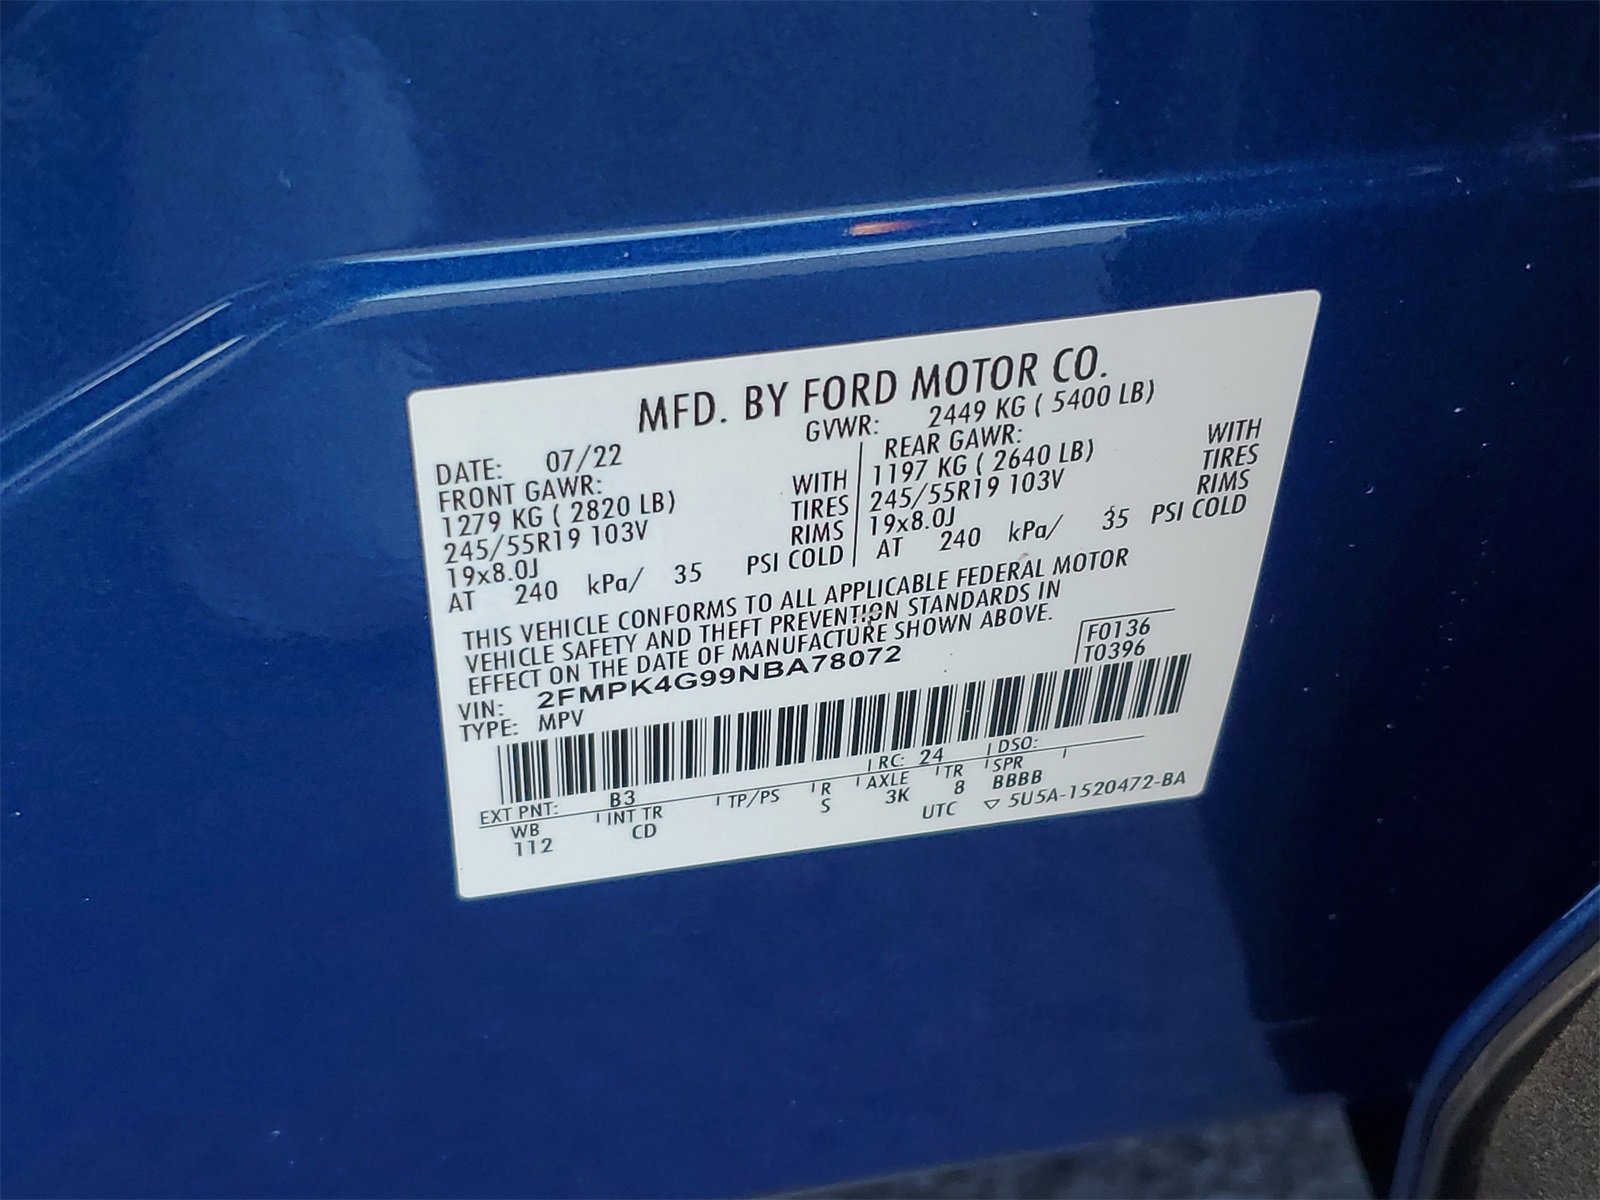 MFD. BY FORD MOTOR CO.
DATE: 07/22 GVWR: 2449 KG ( 5400 LB)
FRONT GAWR: REAR GAWR:
1279 KG ( 2820 LB) WITH 1197 KG ( 2640 LB) WITH
245/55R19 103V TIRES 245/55R19 103V TIRES
19x8.0J RIMS 19x8.0J RIMS
AT 240 kPa/ 35 PSI COLD AT 240 kPa/ 35 PSI COLD
THIS VEHICLE CONFORMS TO ALL APPLICABLE FEDERAL MOTOR
VEHICLE SAFETY AND THEFT PREVENTION STANDARDS IN
EFFECT ON THE DATE OF MANUFACTURE SHOWN ABOVE.
VIN: 2FMPK4G99NBA78072 F0136
TYPE: MPV T0396
EXT PNT: B3 RC: 24 DSO:
WB INT TR TP/PS R AXLE TR SPR
112 CD S 3K 8 BBBB
UTC ▽ 5U5A-1520472-BA